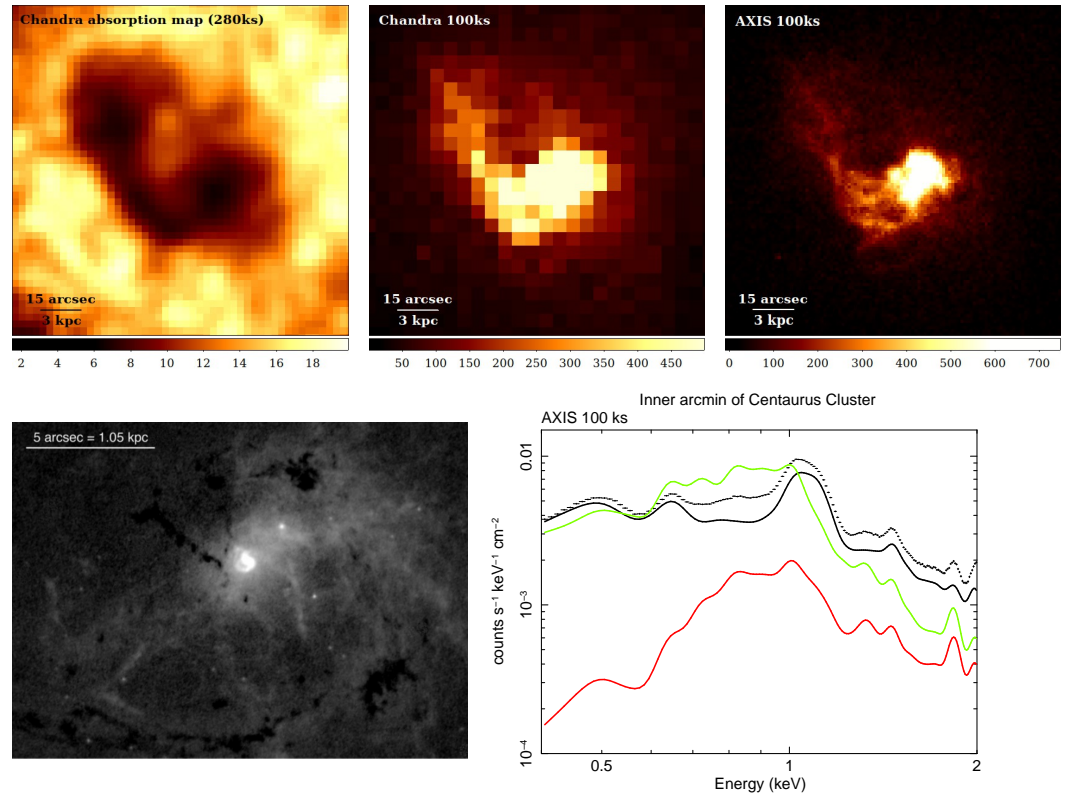 Chandra absorption map (280ks)
15 arcsec
3 kpc
2 4 6 8 10 12 14 16 18
Chandra 100ks
15 arcsec
3 kpc
50 100 150 200 250 300 350 400 450
AXIS 100ks
15 arcsec
3 kpc
0 100 200 300 400 500 600 700
5 arcsec = 1.05 kpc
Inner arcmin of Centaurus Cluster
AXIS 100 ks
counts s⁻¹ keV⁻¹ cm⁻²
0.01
10⁻³
10⁻⁴
0.5 1 2
Energy (keV)